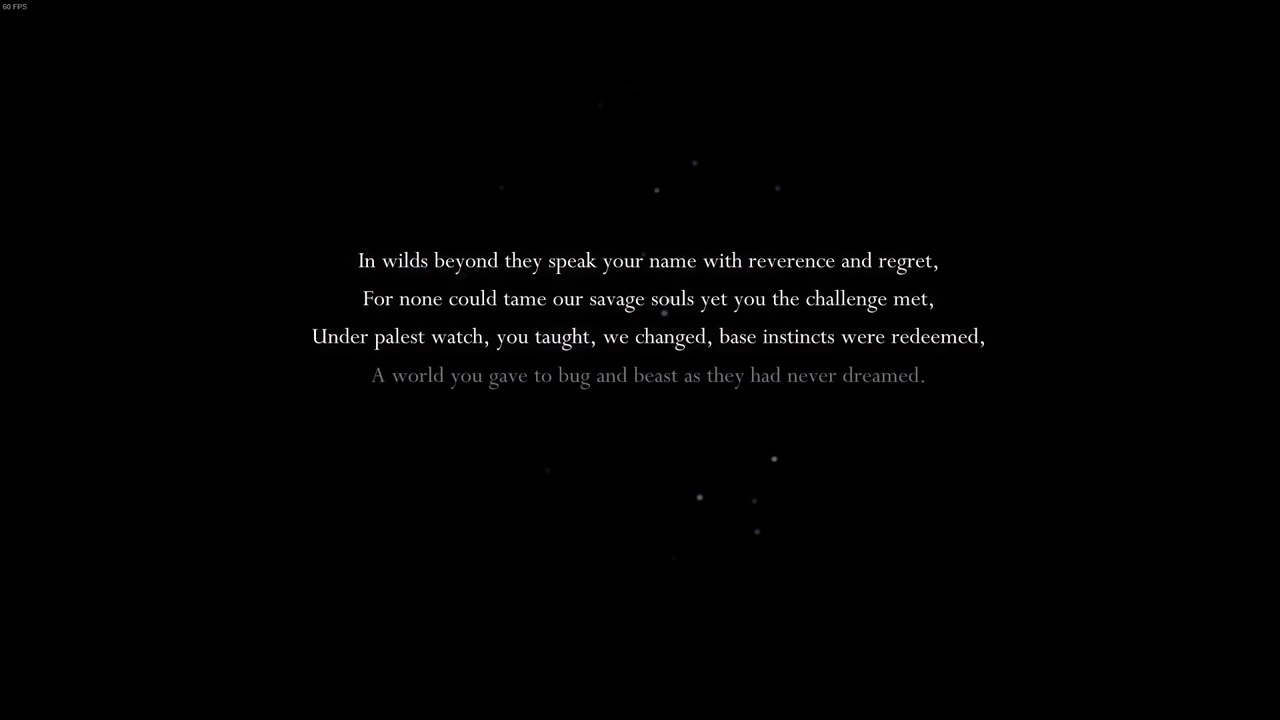 60 FPS
In wilds beyond they speak your name with reverence and regret,
For none could tame our savage souls yet you the challenge met,
Under palest watch, you taught, we changed, base instincts were redeemed,
A world you gave to bug and beast as they had never dreamed.